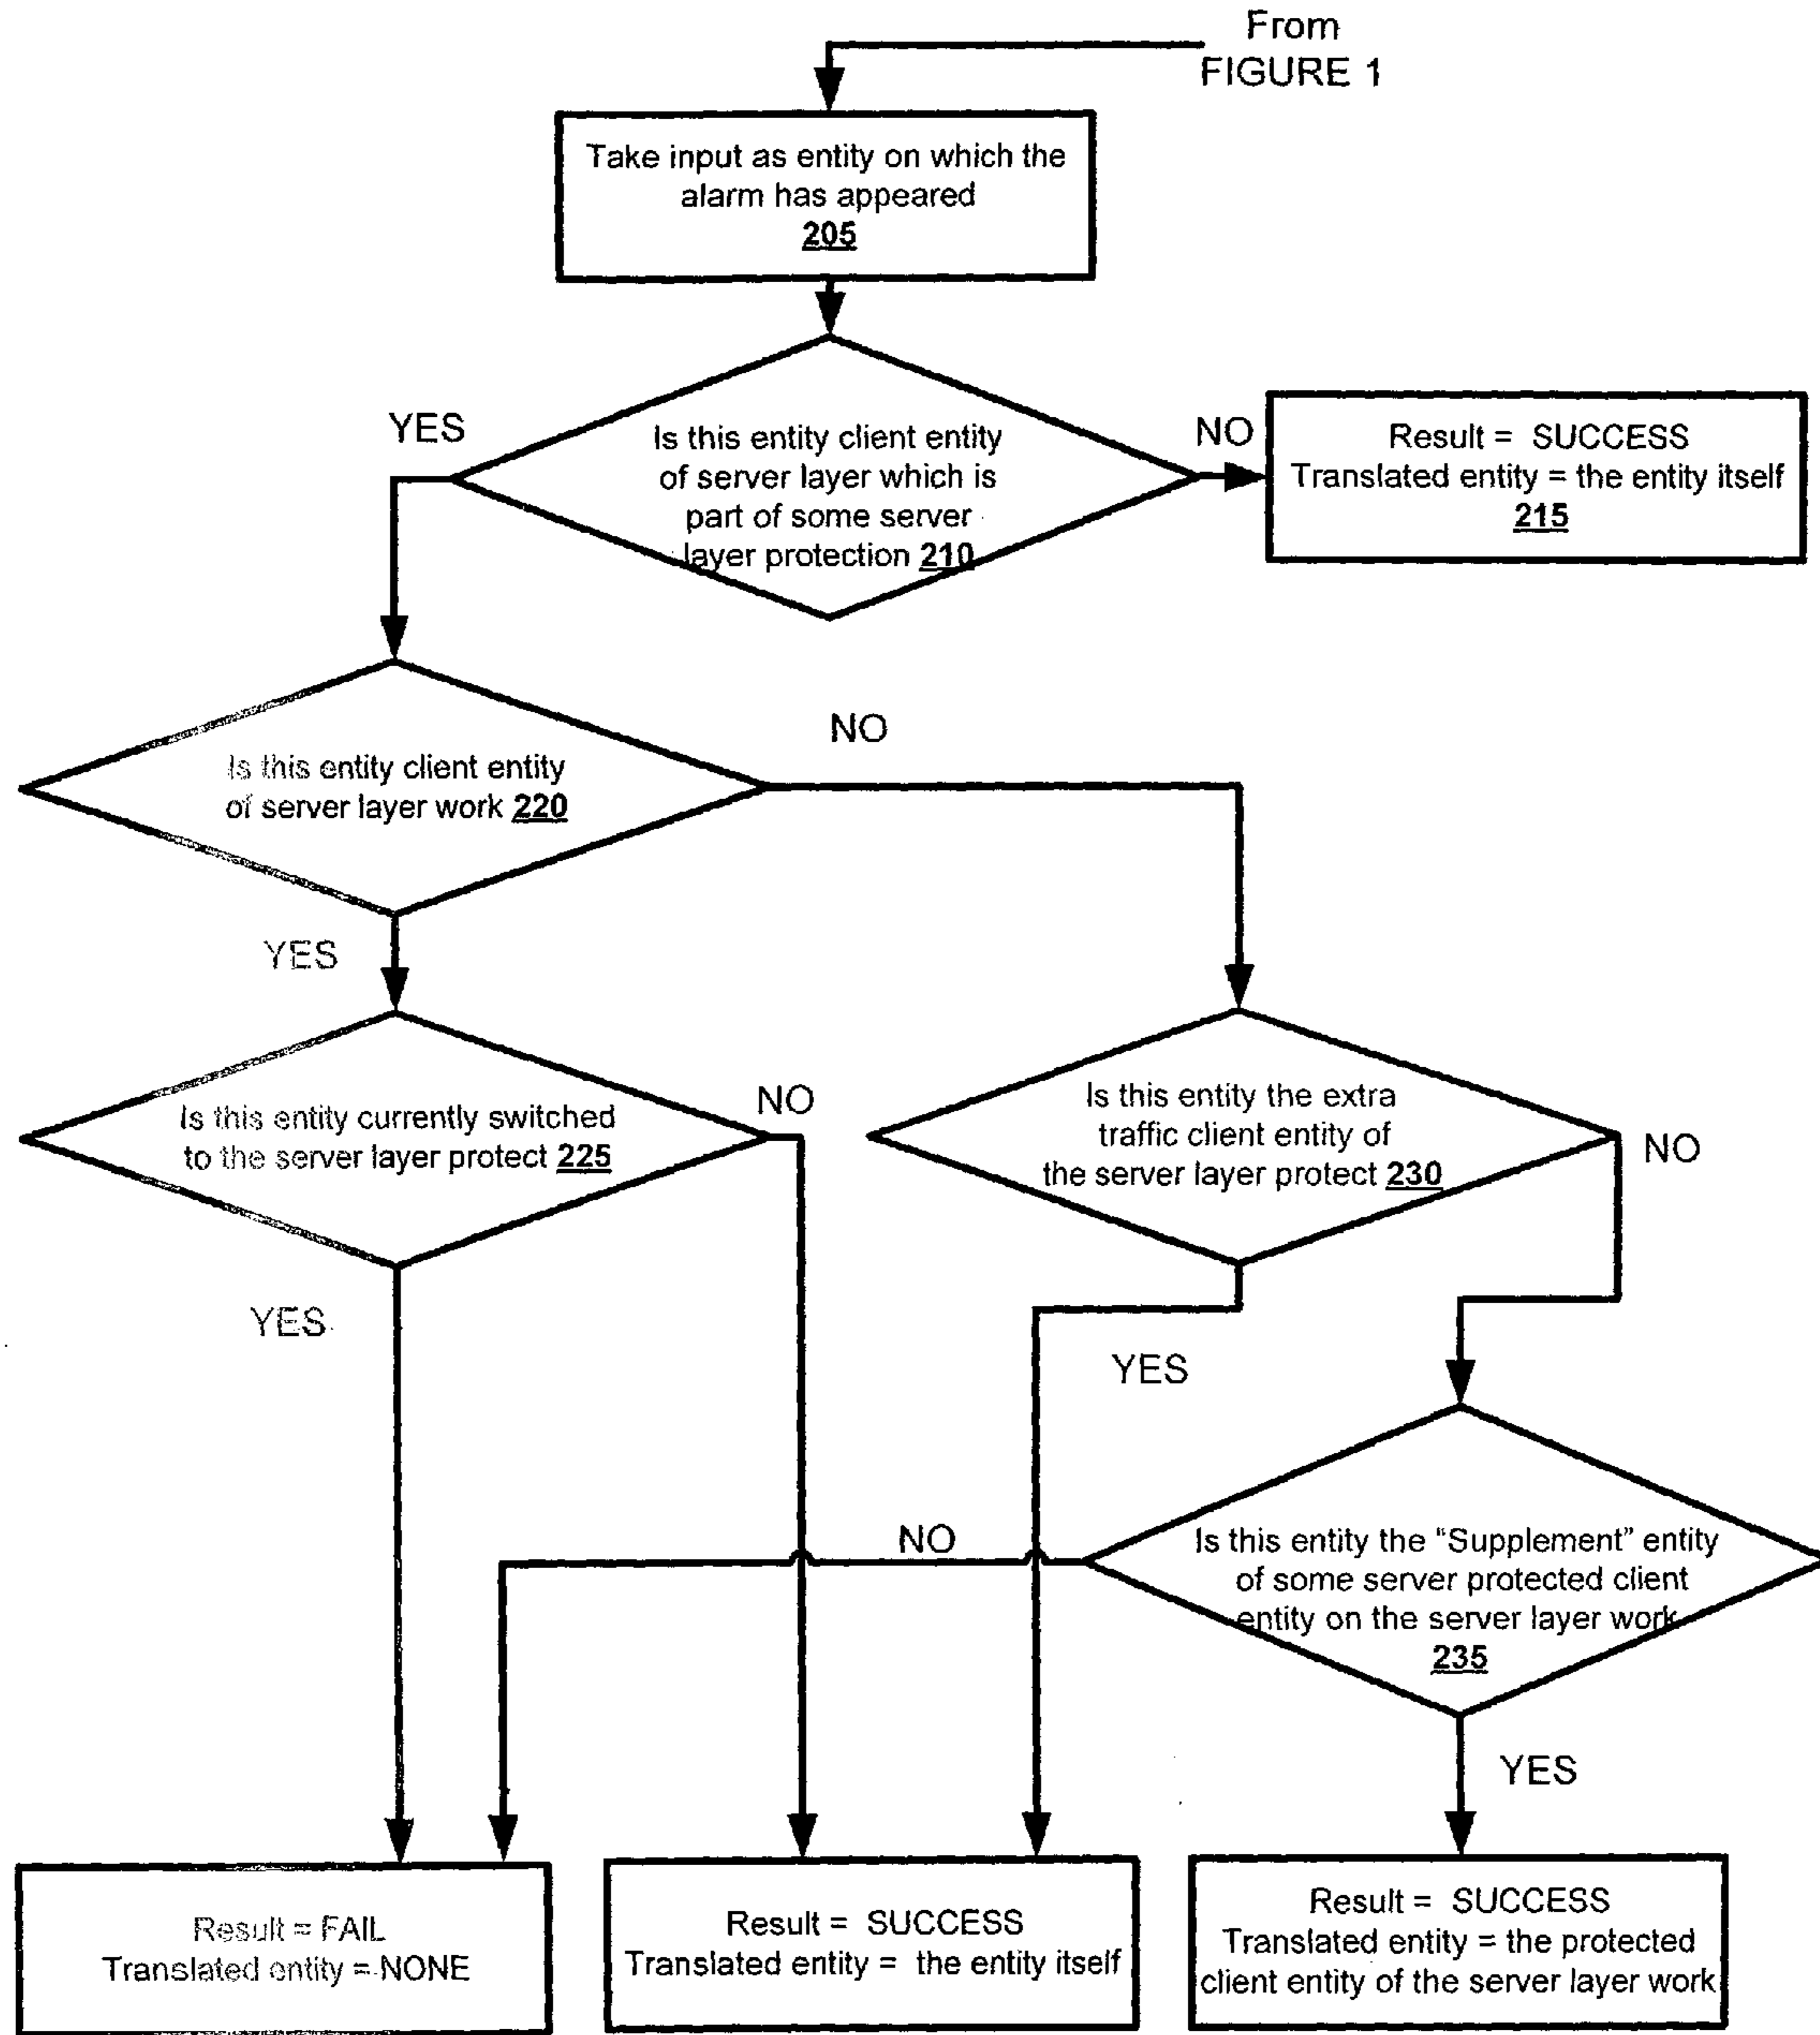 From
FIGURE 1
Take input as entity on which the
alarm has appeared
205
YES
Is this entity client entity
of server layer which is
part of some server
layer protection 210
NO
Result = SUCCESS
Translated entity = the entity itself
215
Is this entity client entity
of server layer work 220
NO
YES
Is this entity currently switched
to the server layer protect 225
NO
Is this entity the extra
traffic client entity of
the server layer protect 230
NO
YES
YES
NO
Is this entity the “Supplement” entity
of some server protected client
entity on the server layer work
235
YES
Result = FAIL
Translated entity = NONE
Result = SUCCESS
Translated entity = the entity itself
Result = SUCCESS
Translated entity = the protected
client entity of the server layer work